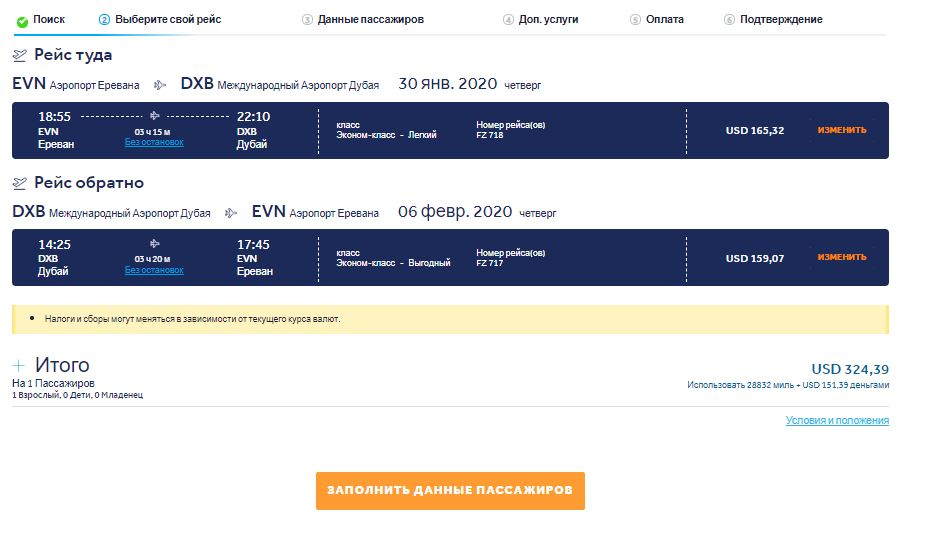 Поиск
2 Выберите свой рейс
3 Данные пассажиров
4 Доп. услуги
5 Оплата
6 Подтверждение
Рейс туда
EVN Аэропорт Еревана DXB Международный Аэропорт Дубая 30 янв. 2020 четверг
18:55 22:10
EVN 03 ч 15 м DXB
Ереван Без остановок Дубай
класс
Эконом-класс - Легкий
Номер рейса(ов)
FZ 718
USD 165,32
ИЗМЕНИТЬ
Рейс обратно
DXB Международный Аэропорт Дубая EVN Аэропорт Еревана 06 февр. 2020 четверг
14:25 17:45
DXB 03 ч 20 м EVN
Дубай Без остановок Ереван
класс
Эконом-класс - Выгодный
Номер рейса(ов)
FZ 717
USD 159,07
ИЗМЕНИТЬ
• Налоги и сборы могут меняться в зависимости от текущего курса валют.
+ Итого
На 1 Пассажиров
1 Взрослый, 0 Дети, 0 Младенец
USD 324,39
Использовать 28832 миль + USD 151,39 деньгами
Условия и положения
ЗАПОЛНИТЬ ДАННЫЕ ПАССАЖИРОВ